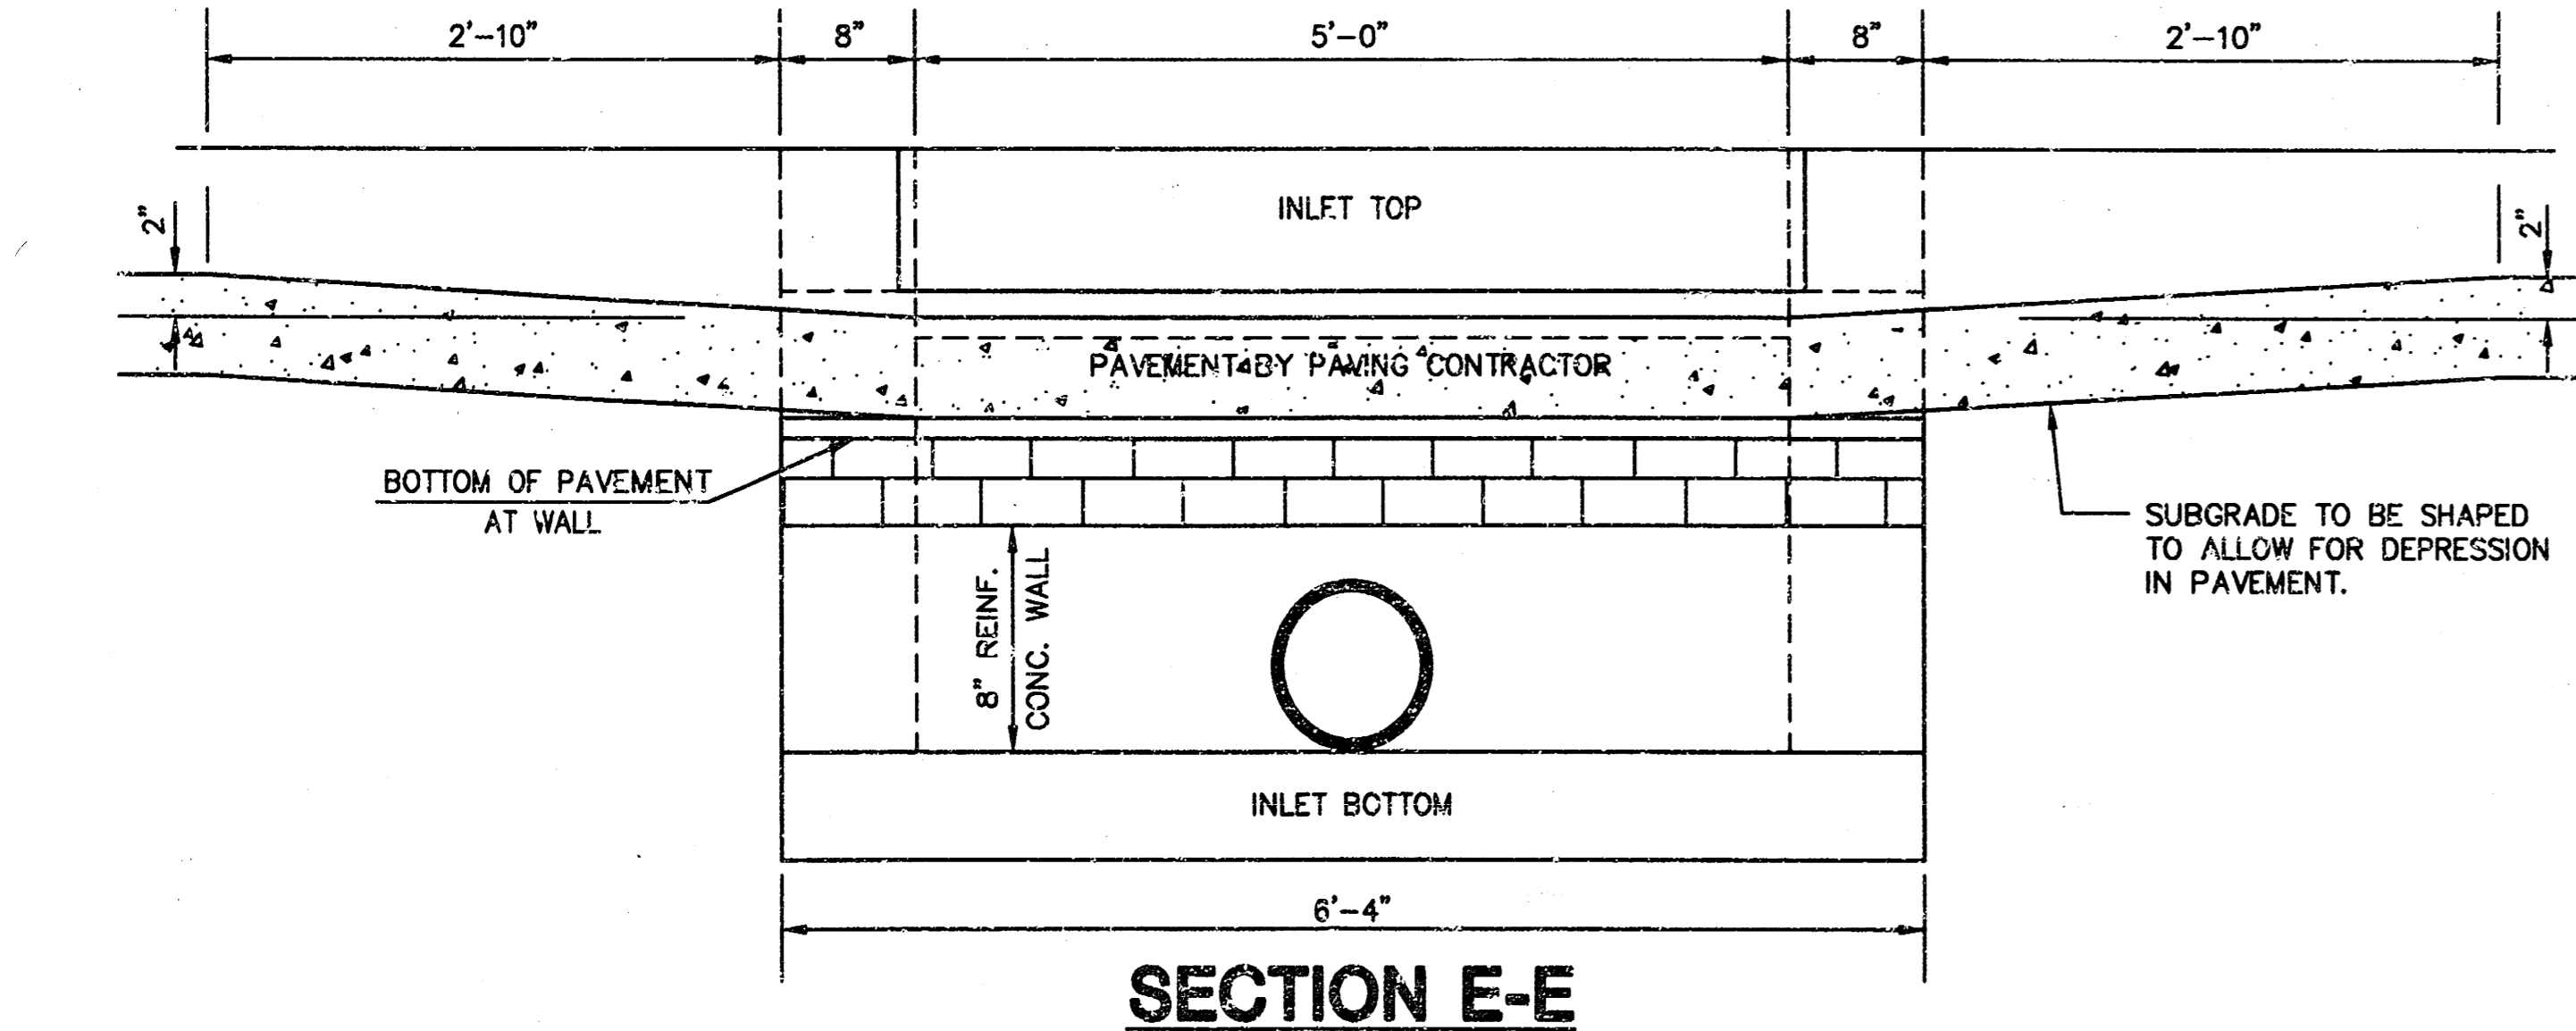 2'-10" 8" 5'-0" 8" 2'-10"
INLET TOP
2"
2"
PAVEMENT BY PAVING CONTRACTOR
BOTTOM OF PAVEMENT
AT WALL
SUBGRADE TO BE SHAPED
TO ALLOW FOR DEPRESSION
IN PAVEMENT.
8" REINF.
CONC. WALL
INLET BOTTOM
6'-4"
SECTION E-E